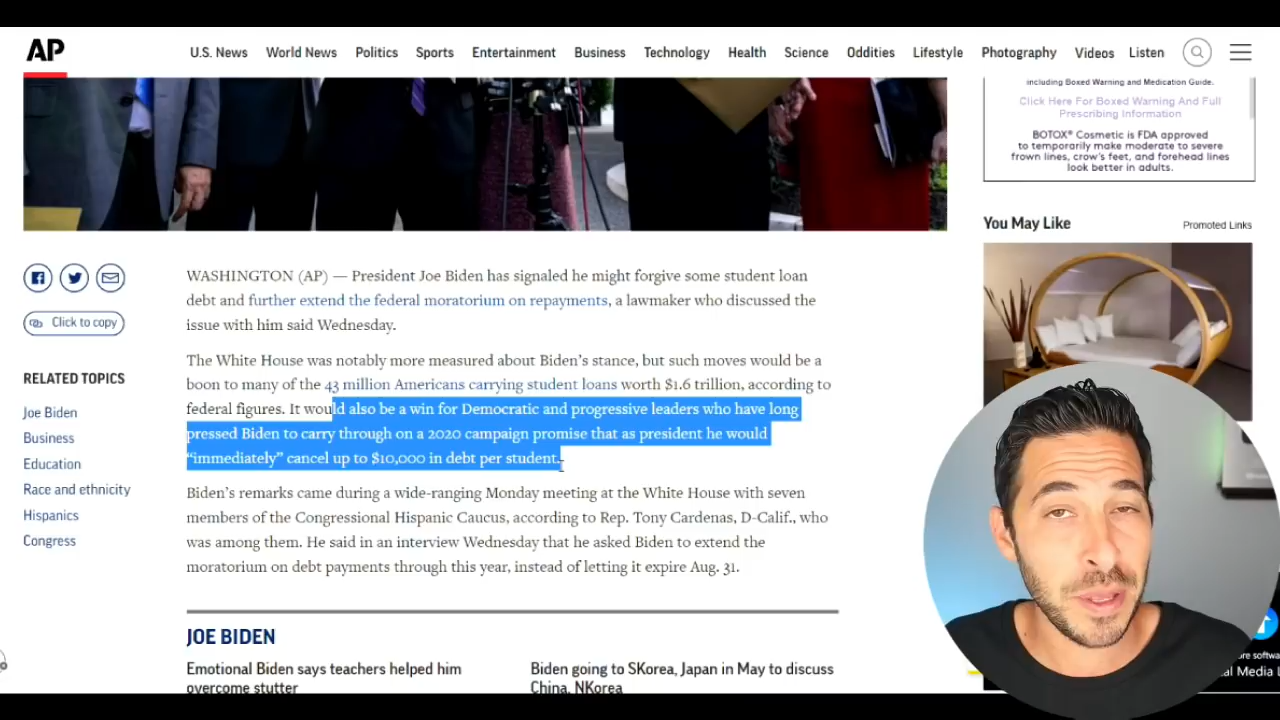 AP
U.S. News World News Politics Sports Entertainment Business Technology Health Science Oddities Lifestyle Photography Videos Listen
including Boxed Warning and Medication Guide.
Click Here For Boxed Warning And Full
Prescribing Information
BOTOX® Cosmetic is FDA approved
to temporarily make moderate to severe
frown lines, crow's feet, and forehead lines
look better in adults.
You May Like
Promoted Links
Click to copy
RELATED TOPICS
Joe Biden
Business
Education
Race and ethnicity
Hispanics
Congress
WASHINGTON (AP) — President Joe Biden has signaled he might forgive some student loan
debt and further extend the federal moratorium on repayments, a lawmaker who discussed the
issue with him said Wednesday.
The White House was notably more measured about Biden's stance, but such moves would be a
boon to many of the 43 million Americans carrying student loans worth $1.6 trillion, according to
federal figures. It would also be a win for Democratic and progressive leaders who have long
pressed Biden to carry through on a 2020 campaign promise that as president he would
“immediately” cancel up to $10,000 in debt per student.
Biden's remarks came during a wide-ranging Monday meeting at the White House with seven
members of the Congressional Hispanic Caucus, according to Rep. Tony Cardenas, D-Calif., who
was among them. He said in an interview Wednesday that he asked Biden to extend the
moratorium on debt payments through this year, instead of letting it expire Aug. 31.
JOE BIDEN
Emotional Biden says teachers helped him
overcome stutter
Biden going to SKorea, Japan in May to discuss
China, NKorea